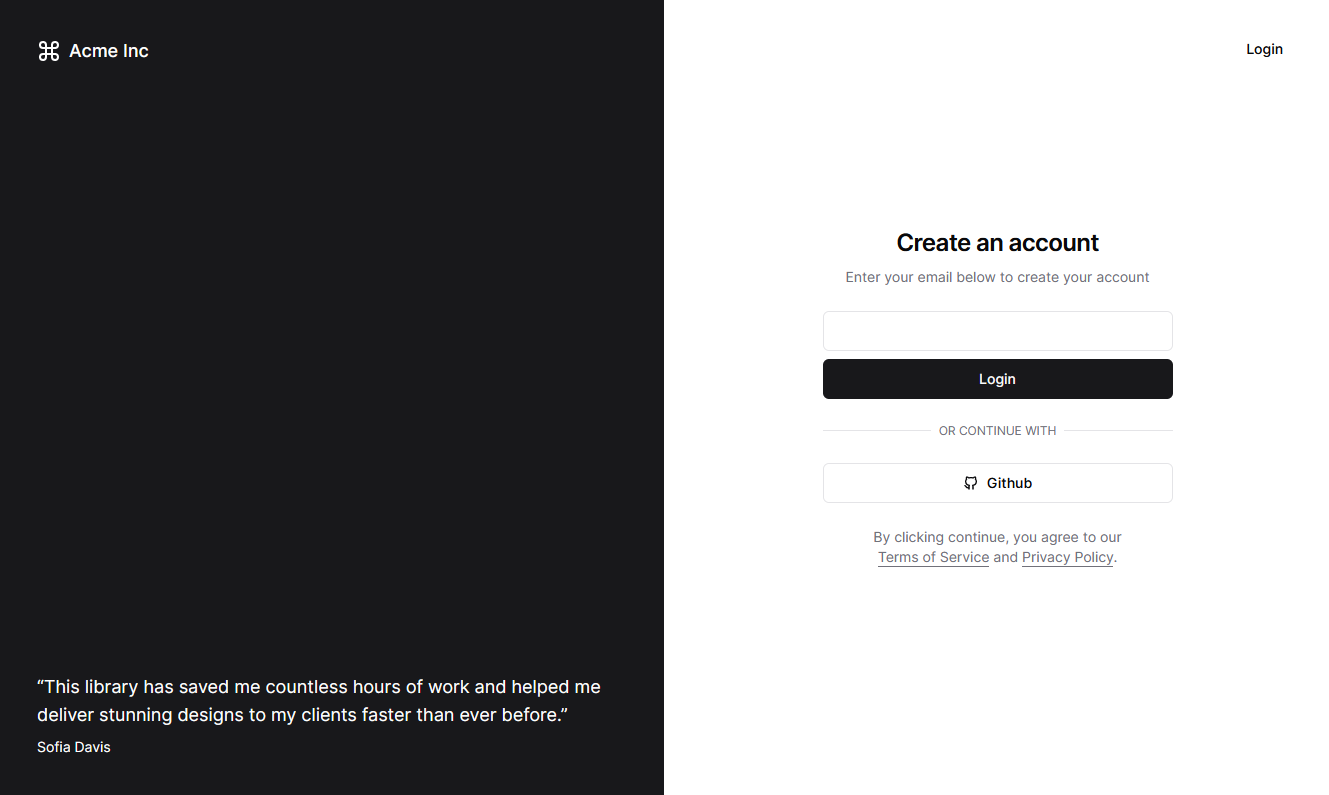 Acme Inc
Login
Create an account
Enter your email below to create your account
Login
OR CONTINUE WITH
Github
By clicking continue, you agree to our
Terms of Service and Privacy Policy.
“This library has saved me countless hours of work and helped me
deliver stunning designs to my clients faster than ever before.”
Sofia Davis